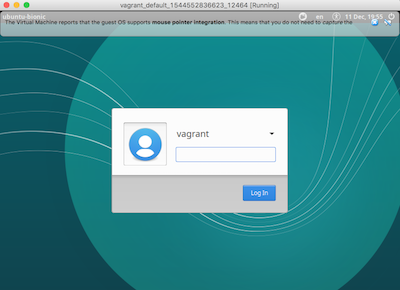 vagrant_default_1544552836623_12464 [Running]
ubuntu-bionic en 11 Dec, 19:55
The Virtual Machine reports that the guest OS supports mouse pointer integration. This means that you do not need to capture the
vagrant
Log In